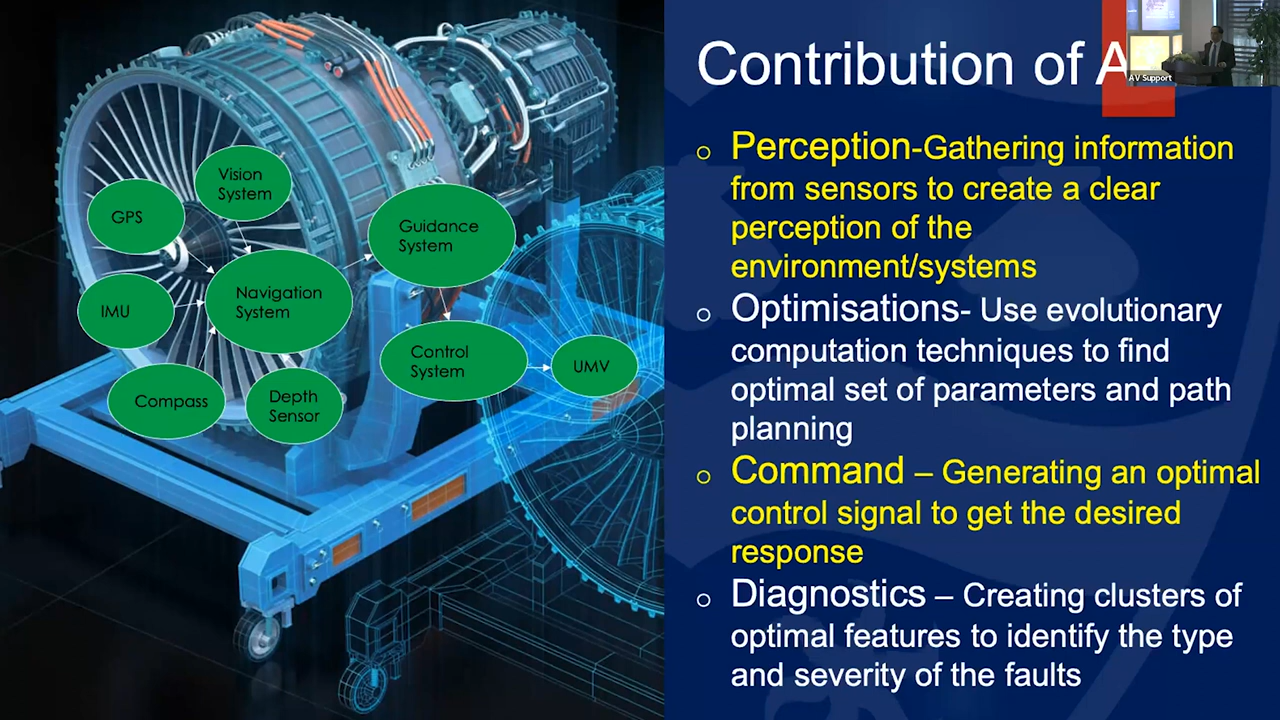 Contribution of A
AV Support
Perception-Gathering information
from sensors to create a clear
perception of the
environment/systems
Optimisations- Use evolutionary
computation techniques to find
optimal set of parameters and path
planning
Command – Generating an optimal
control signal to get the desired
response
Diagnostics – Creating clusters of
optimal features to identify the type
and severity of the faults
Vision
System
GPS
Guidance
System
IMU
Navigation
System
Compass
Depth
Sensor
Control
System
UMV